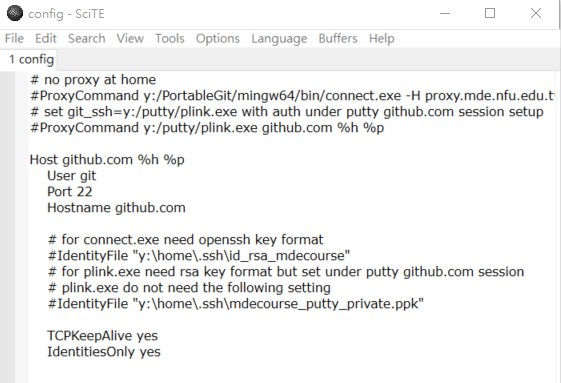 config - SciTE
File Edit Search View Tools Options Language Buffers Help
1 config
# no proxy at home
#ProxyCommand y:/PortableGit/mingw64/bin/connect.exe -H proxy.mde.nfu.edu.t
# set git_ssh=y:/putty/plink.exe with auth under putty github.com session setup
#ProxyCommand y:/putty/plink.exe github.com %h %p
Host github.com %h %p
User git
Port 22
Hostname github.com
# for connect.exe need openssh key format
#IdentityFile "y:\home\.ssh\id_rsa_mdecourse"
# for plink.exe need rsa key format but set under putty github.com session
# plink.exe do not need the following setting
#IdentityFile "y:\home\.ssh\mdecourse_putty_private.ppk"
TCPKeepAlive yes
IdentitiesOnly yes